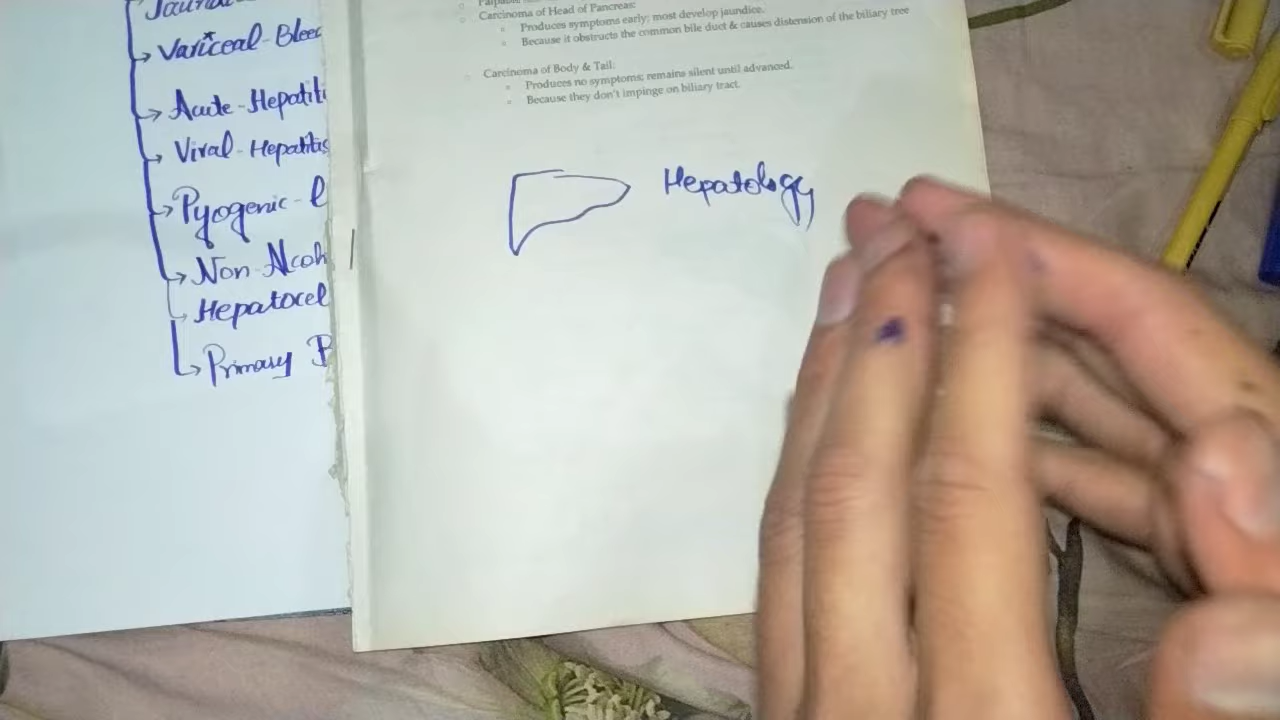 Variceal-Bleed
Acute-Hepatiti
Viral-Hepatitis
Pyogenic-l
Non-Alcoh
Hepatocel
Primary
Carcinoma of Head of Pancreas:
Produces symptoms early; most develop jaundice.
Because it obstructs the common bile duct & causes distension of the biliary tree
Carcinoma of Body & Tail:
Produces no symptoms; remains silent until advanced.
Because they don't impinge on biliary tract.
Hepatology